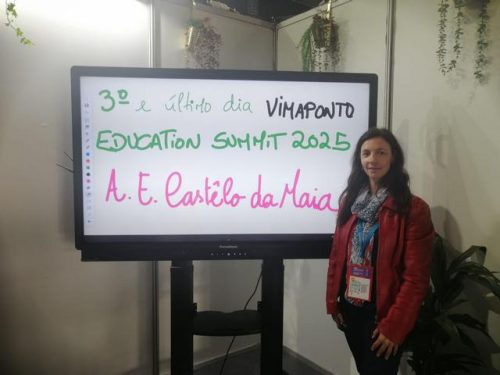 3º e último dia VIMAPONTO
EDUCATION SUMMIT 2025
A. E. Castêlo da Maia